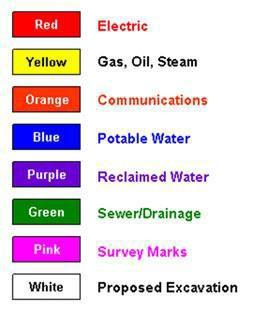 Red Electric
Yellow Gas, Oil, Steam
Orange Communications
Blue Potable Water
Purple Reclaimed Water
Green Sewer/Drainage
Pink Survey Marks
White Proposed Excavation